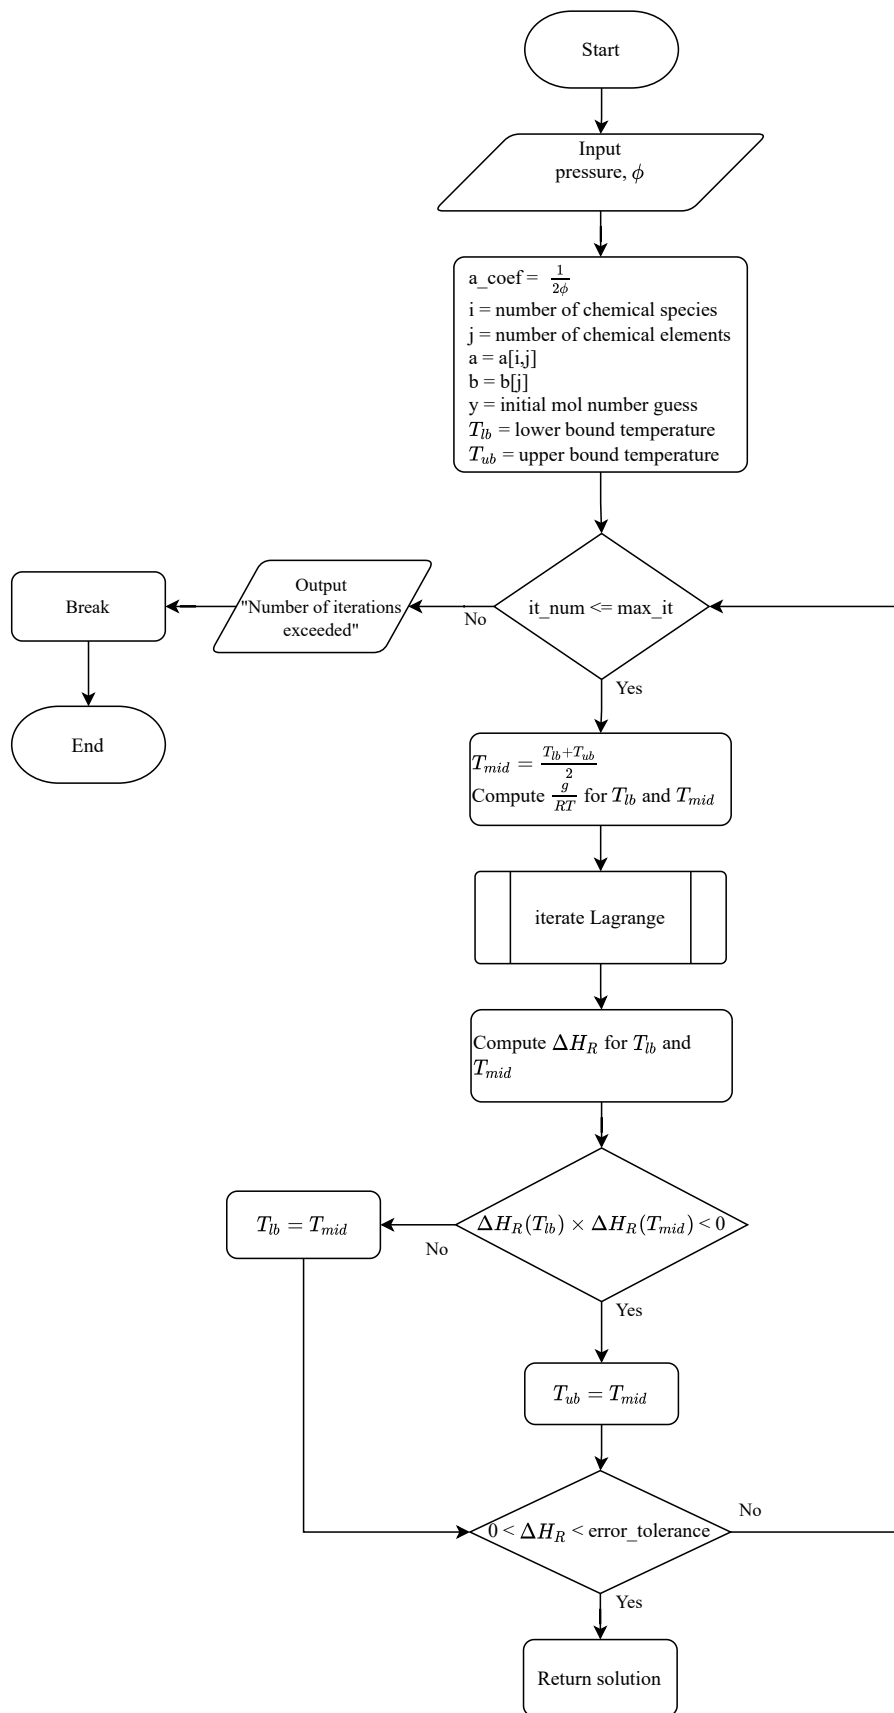 Start
Input
pressure, ϕ
a_coef = 1/(2ϕ)
i = number of chemical species
j = number of chemical elements
a = a[i,j]
b = b[j]
y = initial mol number guess
T_lb = lower bound temperature
T_ub = upper bound temperature
it_num <= max_it
No
Output
"Number of iterations
exceeded"
Break
End
Yes
T_mid = (T_lb+T_ub)/2
Compute g/RT for T_lb and T_mid
iterate Lagrange
Compute ΔH_R for T_lb and
T_mid
ΔH_R(T_lb) × ΔH_R(T_mid) < 0
No
T_lb = T_mid
Yes
T_ub = T_mid
0 < ΔH_R < error_tolerance
No
Yes
Return solution